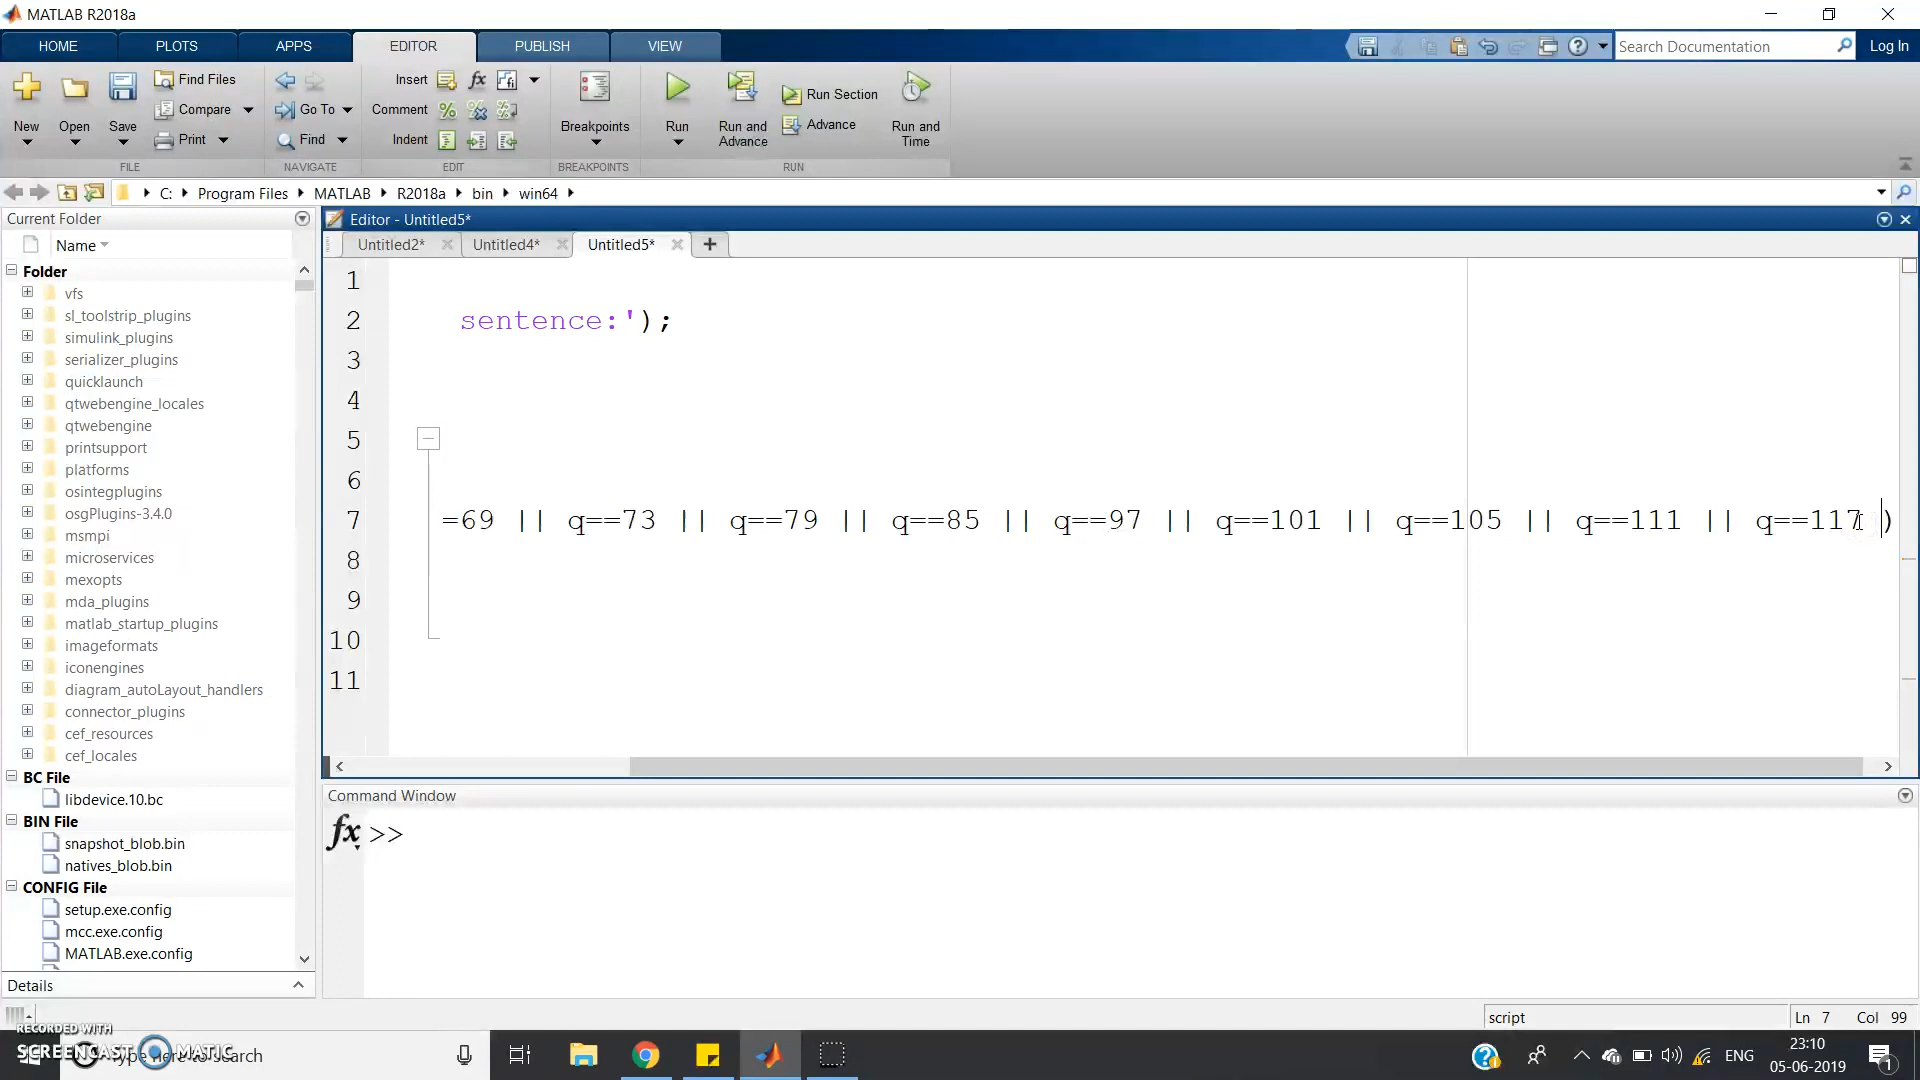 MATLAB R2018a
HOME PLOTS APPS EDITOR PUBLISH VIEW Search Documentation Log In
New Open Save Find Files Compare Print Go To Find Insert fx Comment Indent Breakpoints Run Run and Advance Run Section Advance Run and Time
FILE NAVIGATE EDIT BREAKPOINTS RUN
C: Program Files MATLAB R2018a bin win64
Current Folder
Name
Folder
vfs
sl_toolstrip_plugins
simulink_plugins
serializer_plugins
quicklaunch
qtwebengine_locales
qtwebengine
printsupport
platforms
osintegplugins
osgPlugins-3.4.0
msmpi
microservices
mexopts
mda_plugins
matlab_startup_plugins
imageformats
iconengines
diagram_autoLayout_handlers
connector_plugins
cef_resources
cef_locales
BC File
libdevice.10.bc
BIN File
snapshot_blob.bin
natives_blob.bin
CONFIG File
setup.exe.config
mcc.exe.config
MATLAB.exe.config
Details
Editor - Untitled5*
Untitled2* Untitled4* Untitled5*
1
2 sentence:');
3
4
5
6
7 =69 || q==73 || q==79 || q==85 || q==97 || q==101 || q==105 || q==111 || q==117 )
8
9
10
11
Command Window
fx >>
script Ln 7 Col 99
RECORDED WITH
SCREENCAST MATIC
Type here to search
ENG
23:10
05-06-2019
1